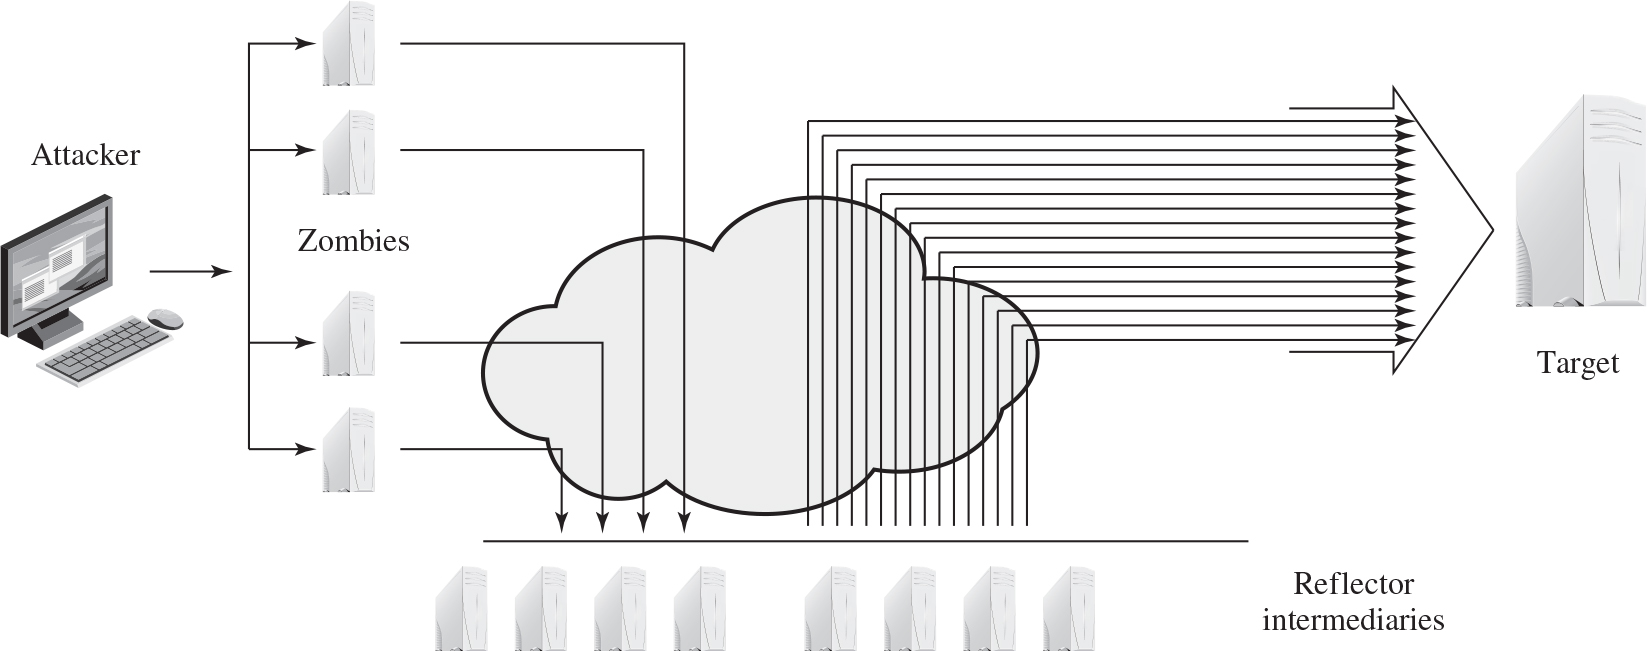 Attacker
Zombies
Target
Reflector
intermediaries